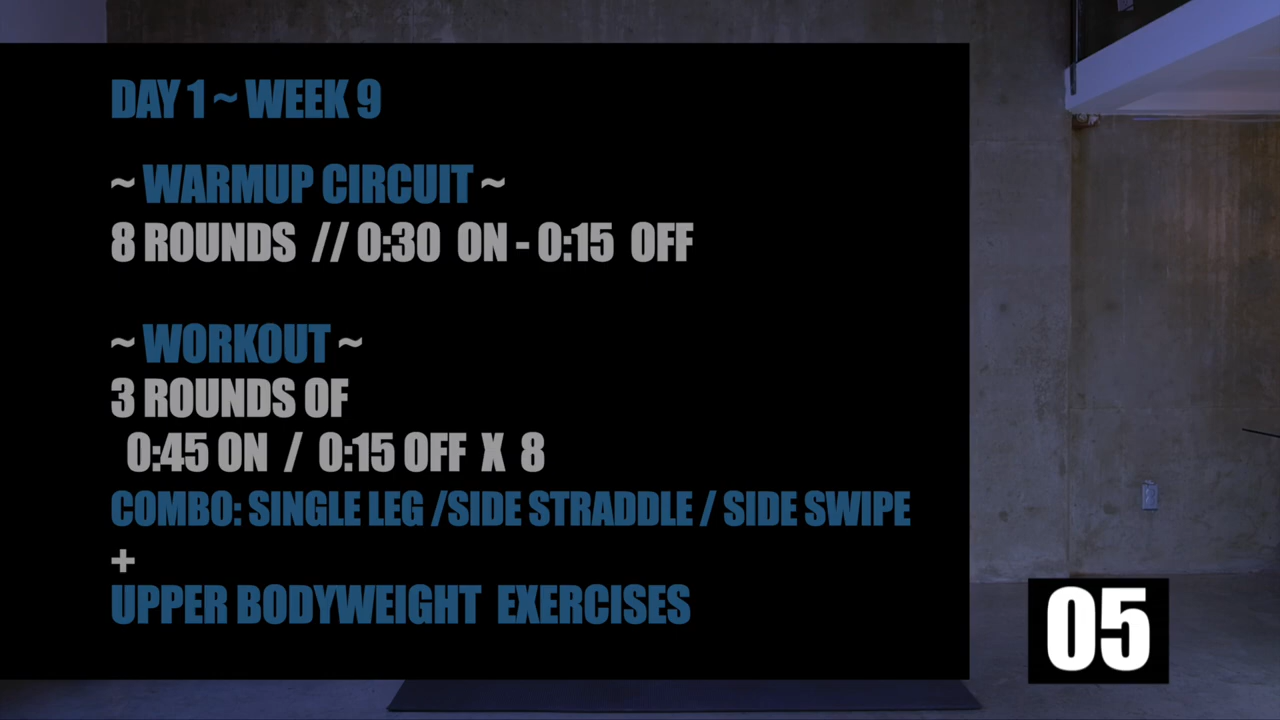 DAY 1 ~ WEEK 9
~ WARMUP CIRCUIT ~
8 ROUNDS // 0:30 ON - 0:15 OFF
~ WORKOUT ~
3 ROUNDS OF
0:45 ON / 0:15 OFF X 8
COMBO: SINGLE LEG /SIDE STRADDLE / SIDE SWIPE
+
UPPER BODYWEIGHT EXERCISES
05